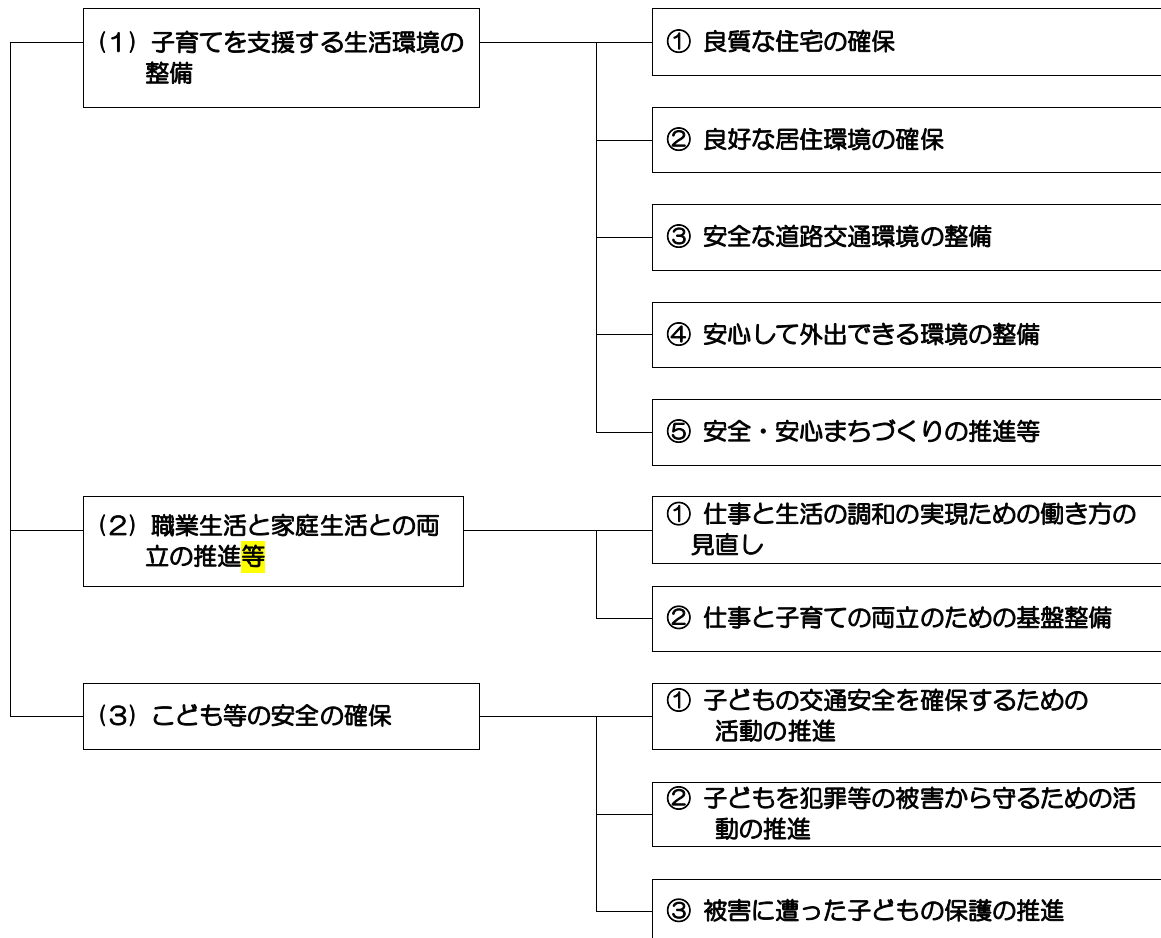 （1）子育てを支援する生活環境の
整備
① 良質な住宅の確保
② 良好な居住環境の確保
③ 安全な道路交通環境の整備
④ 安心して外出できる環境の整備
⑤ 安全・安心まちづくりの推進等
（2）職業生活と家庭生活との両
立の推進等
① 仕事と生活の調和の実現ための働き方の
見直し
② 仕事と子育ての両立のための基盤整備
（3）こども等の安全の確保
① 子どもの交通安全を確保するための
活動の推進
② 子どもを犯罪等の被害から守るための活
動の推進
③ 被害に遭った子どもの保護の推進